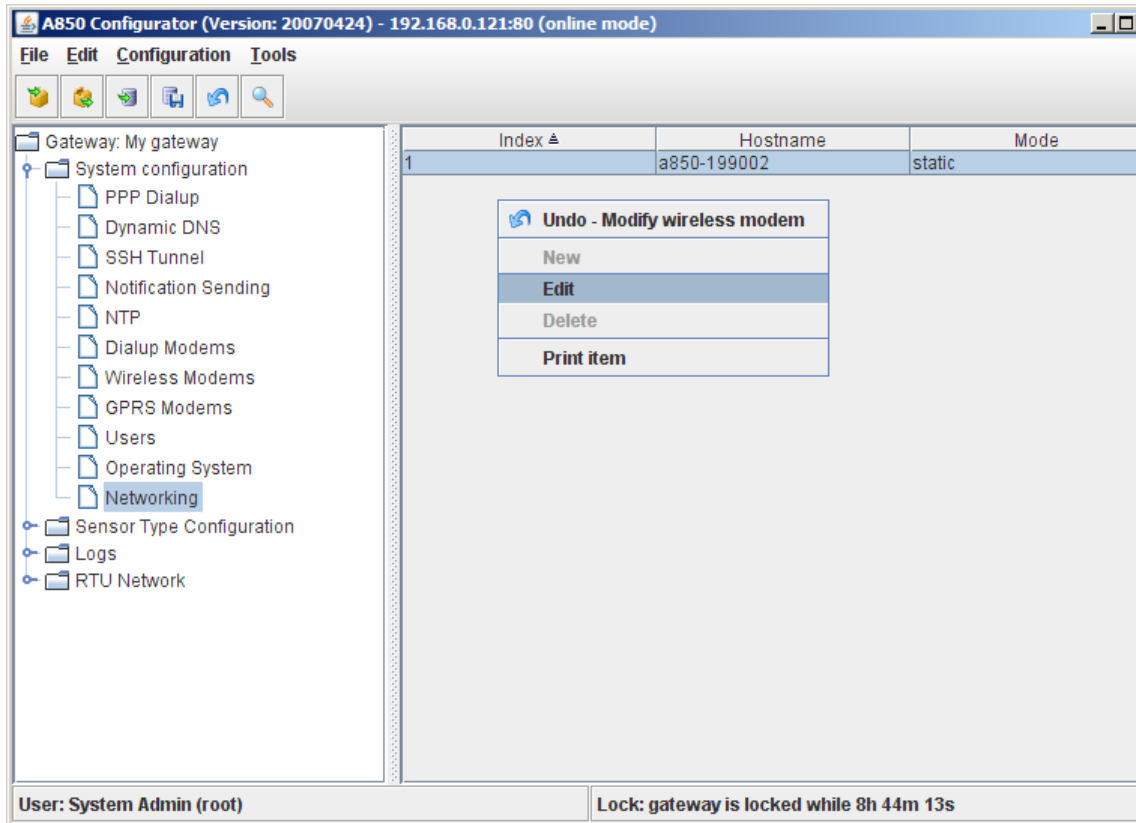 A850 Configurator (Version: 20070424) - 192.168.0.121:80 (online mode)
File Edit Configuration Tools
Gateway: My gateway
System configuration
PPP Dialup
Dynamic DNS
SSH Tunnel
Notification Sending
NTP
Dialup Modems
Wireless Modems
GPRS Modems
Users
Operating System
Networking
Sensor Type Configuration
Logs
RTU Network
Index Hostname Mode
1 a850-199002 static
Undo - Modify wireless modem
New
Edit
Delete
Print item
User: System Admin (root)
Lock: gateway is locked while 8h 44m 13s